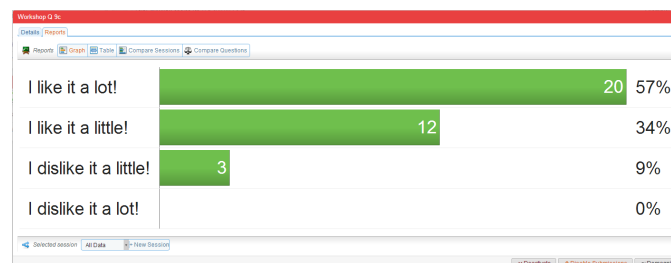 Workshop Q 9c
Details Reports
Reports Graph Table Compare Sessions Compare Questions
I like it a lot! 20 57%
I like it a little! 12 34%
I dislike it a little! 3 9%
I dislike it a lot! 0%
Selected session All Data + New Session